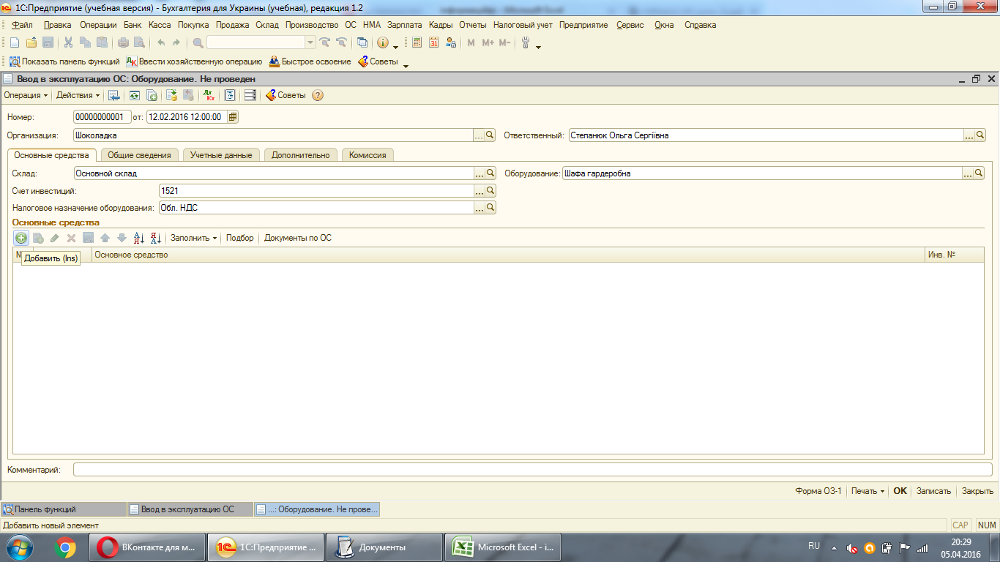 1С:Предприятие (учебная версия) - Бухгалтерия для Украины (учебная), редакция 1.2
Файл Правка Операции Банк Касса Покупка Продажа Склад Производство ОС НМА Зарплата Кадры Отчеты Налоговый учет Предприятие Сервис Окна Справка
M M+ M-
Показать панель функций Ввести хозяйственную операцию Быстрое освоение Советы
Ввод в эксплуатацию ОС: Оборудование. Не проведен
Операция Действия Советы
Номер: 00000000001 от: 12.02.2016 12:00:00
Организация: Шоколадка ... Ответственный: Степанюк Ольга Сергіївна ...
Основные средства Общие сведения Учетные данные Дополнительно Комиссия
Склад: Основной склад ... Оборудование: Шафа гардеробна ...
Счет инвестиций: 1521 ...
Налоговое назначение оборудования: Обл. НДС ...
Основные средства
Заполнить Подбор Документы по ОС
N Основное средство Инв. №
Добавить (Ins)
Комментарий:
Форма ОЗ-1 Печать OK Записать Закрыть
Панель функций Ввод в эксплуатацию ОС ...: Оборудование. Не прове...
Добавить новый элемент CAP NUM
ВКонтакте для м... 1С:Предприятие ... Документы Microsoft Excel - i... RU 20:29
05.04.2016